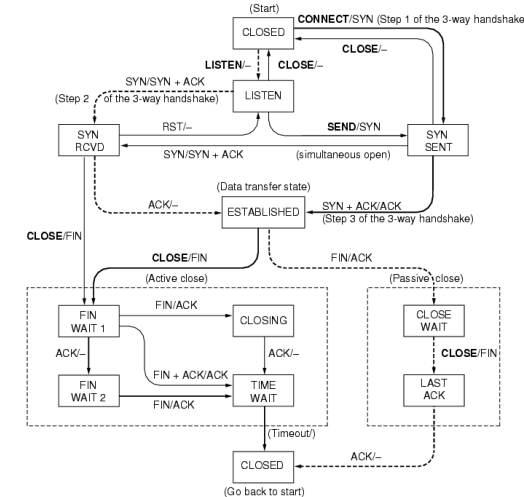 (Start)
CLOSED
CONNECT/SYN (Step 1 of the 3-way handshake
CLOSE/–
LISTEN/–
CLOSE/–
SYN/SYN + ACK
(Step 2 of the 3-way handshake)
LISTEN
SYN
RCVD
RST/–
SEND/SYN
SYN
SENT
SYN/SYN + ACK
(simultaneous open)
(Data transfer state)
ACK/–
ESTABLISHED
SYN + ACK/ACK
(Step 3 of the 3-way handshake)
CLOSE/FIN
CLOSE/FIN
FIN/ACK
(Active close)
(Passive close)
FIN
WAIT 1
FIN/ACK
CLOSING
CLOSE
WAIT
ACK/–
ACK/–
CLOSE/FIN
FIN + ACK/ACK
FIN
WAIT 2
FIN/ACK
TIME
WAIT
LAST
ACK
(Timeout/)
CLOSED
ACK/–
(Go back to start)